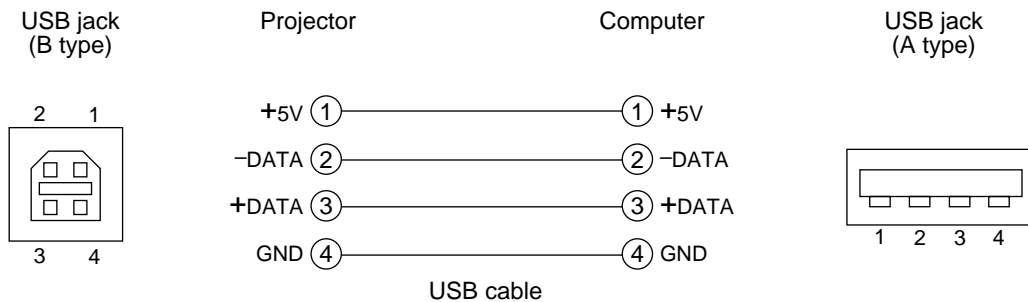 USB jack
(B type)
Projector
Computer
USB jack
(A type)
2 1
3 4
+5V 1 1 +5V
−DATA 2 2 −DATA
+DATA 3 3 +DATA
GND 4 4 GND
USB cable
1 2 3 4